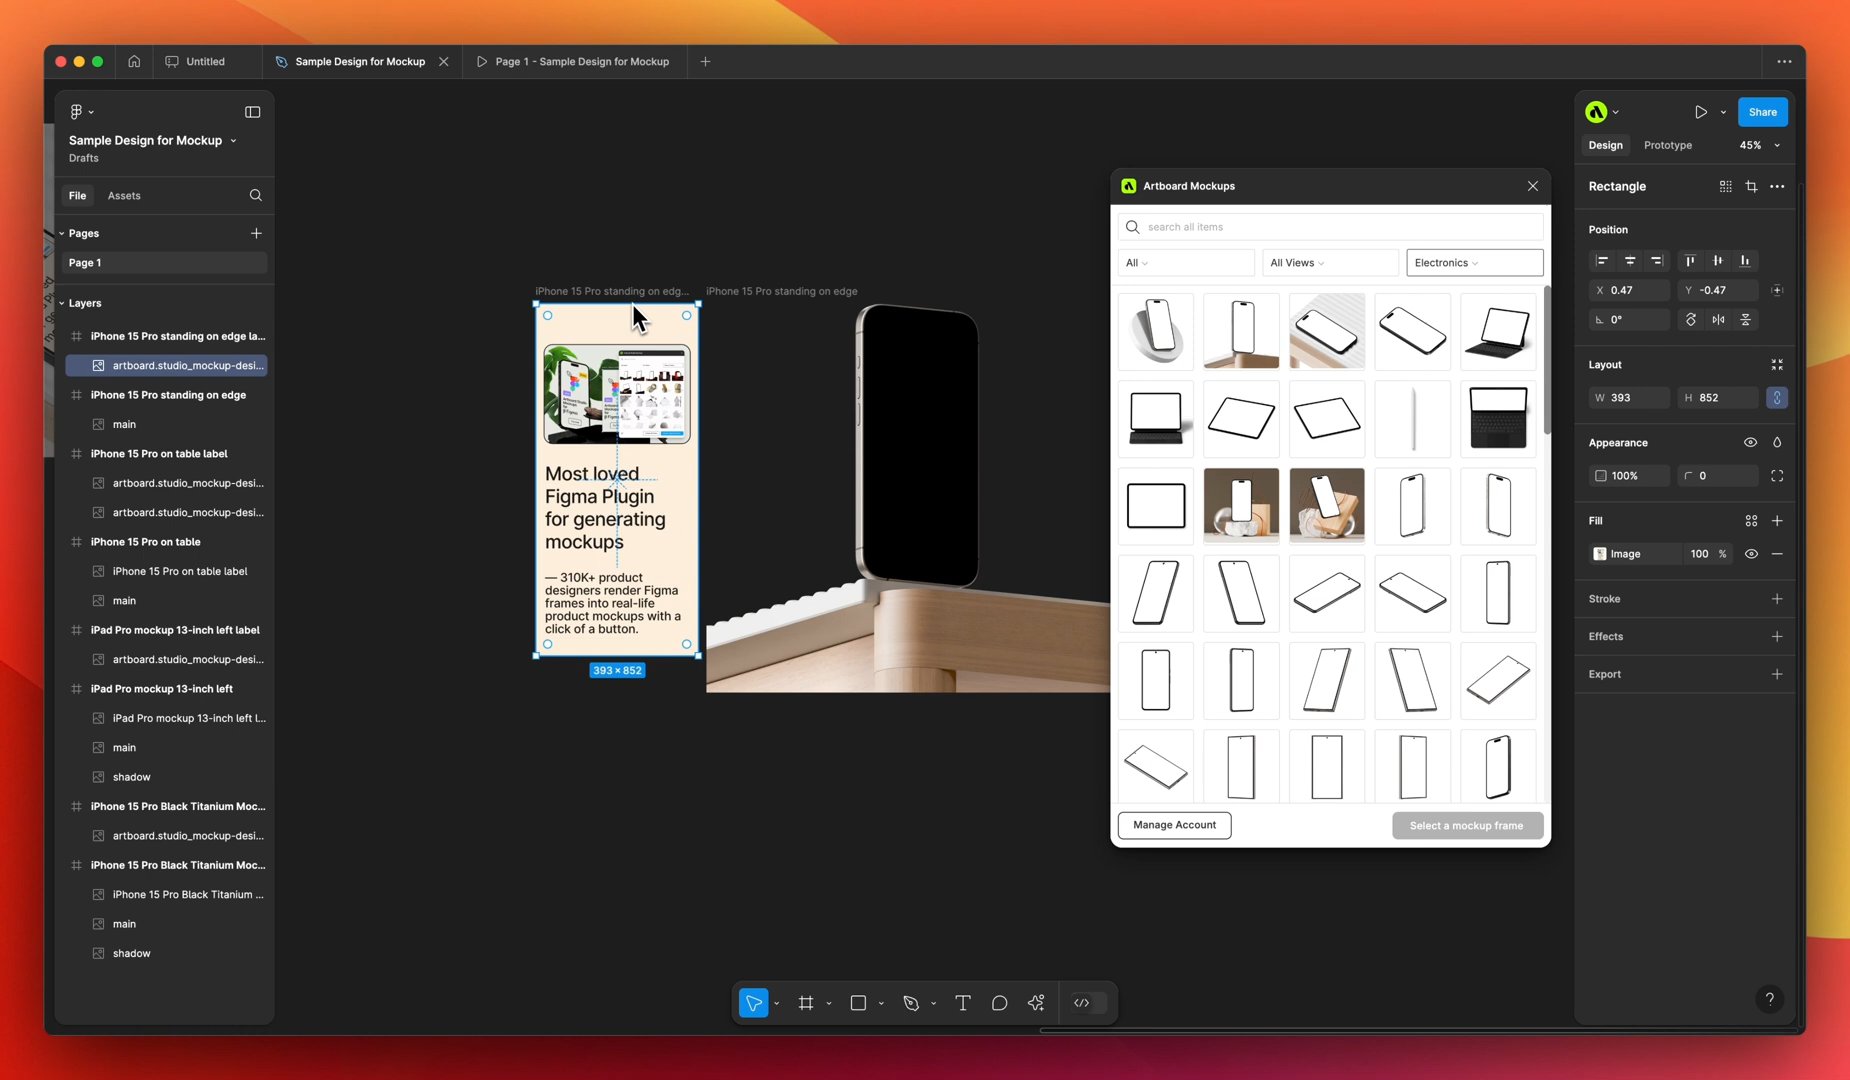 Untitled
Sample Design for Mockup
Page 1 - Sample Design for Mockup
Sample Design for Mockup
Drafts
File
Assets
Pages
Page 1
Layers
iPhone 15 Pro standing on edge la...
artboard.studio_mockup-desi...
iPhone 15 Pro standing on edge
main
iPhone 15 Pro on table label
artboard.studio_mockup-desi...
artboard.studio_mockup-desi...
iPhone 15 Pro on table
iPhone 15 Pro on table label
main
iPad Pro mockup 13-inch left label
artboard.studio_mockup-desi...
iPad Pro mockup 13-inch left
iPad Pro mockup 13-inch left l...
main
shadow
iPhone 15 Pro Black Titanium Moc...
artboard.studio_mockup-desi...
iPhone 15 Pro Black Titanium Moc...
iPhone 15 Pro Black Titanium ...
main
shadow
iPhone 15 Pro standing on edg...
iPhone 15 Pro standing on edge
Most loved
Figma Plugin
for generating
mockups
— 310K+ product
designers render Figma
frames into real-life
product mockups with a
click of a button.
393 × 852
Artboard Mockups
search all items
All
All Views
Electronics
Manage Account
Select a mockup frame
Share
Design
Prototype
45%
Rectangle
Position
X 0.47
Y -0.47
0°
Layout
W 393
H 852
Appearance
100%
0
Fill
Image
100 %
Stroke
Effects
Export
?